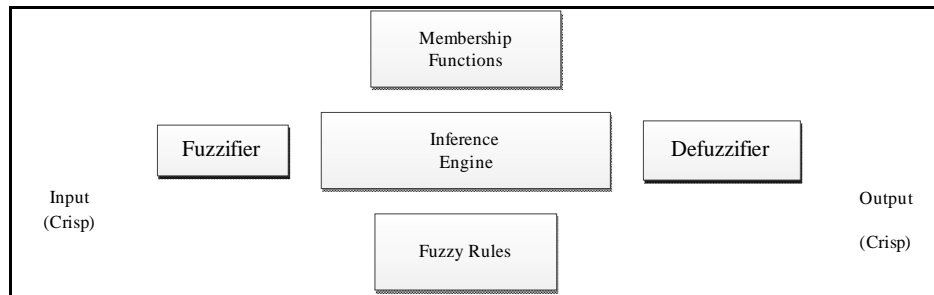 Membership
Functions
Fuzzifier
Inference
Engine
Defuzzifier
Input
(Crisp)
Output
(Crisp)
Fuzzy Rules